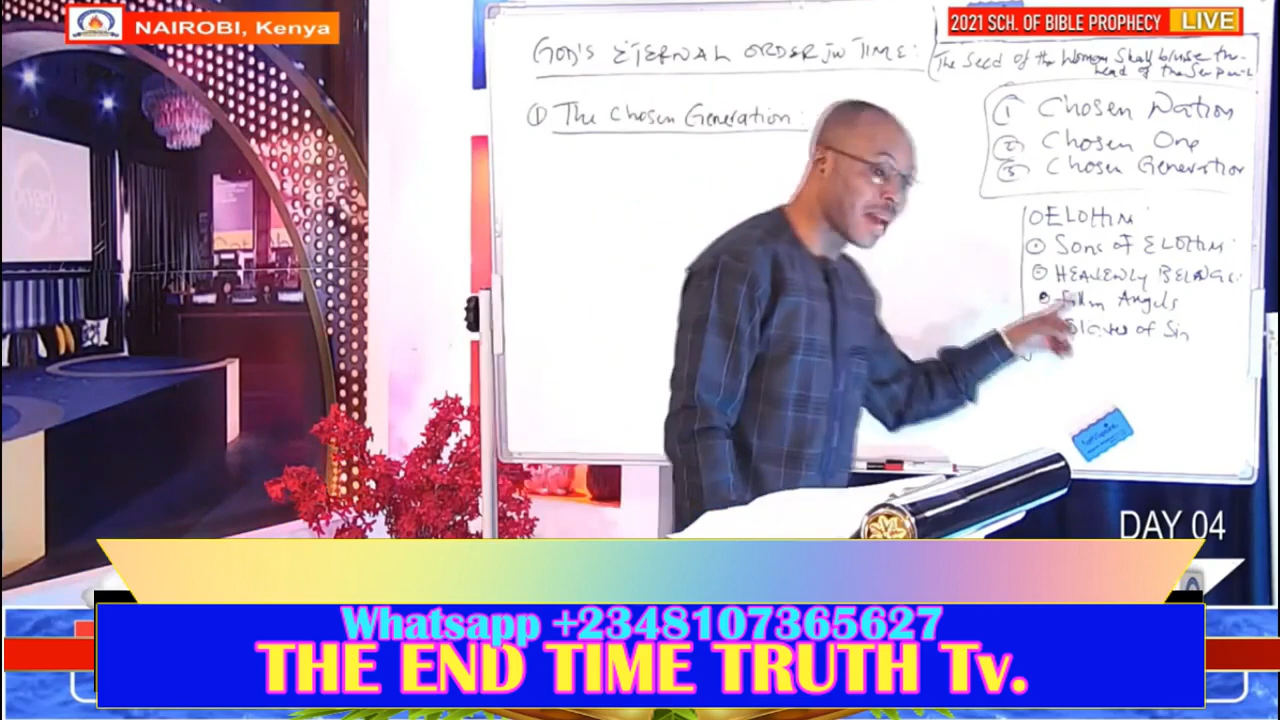 NAIROBI, Kenya
2021 SCH. OF BIBLE PROPHECY LIVE
GOD'S ETERNAL ORDER IN TIME:
The Seed of the Woman Shall bruise the
head of the Serpent
① The Chosen Generation:
① Chosen Nation
② Chosen One
③ Chosen Generation
ELOHIM
Sons of ELOHIM
HEAVENLY BEINGS
Angels
Slaves of Sin
DAY 04
Whatsapp +2348107365627
THE END TIME TRUTH Tv.